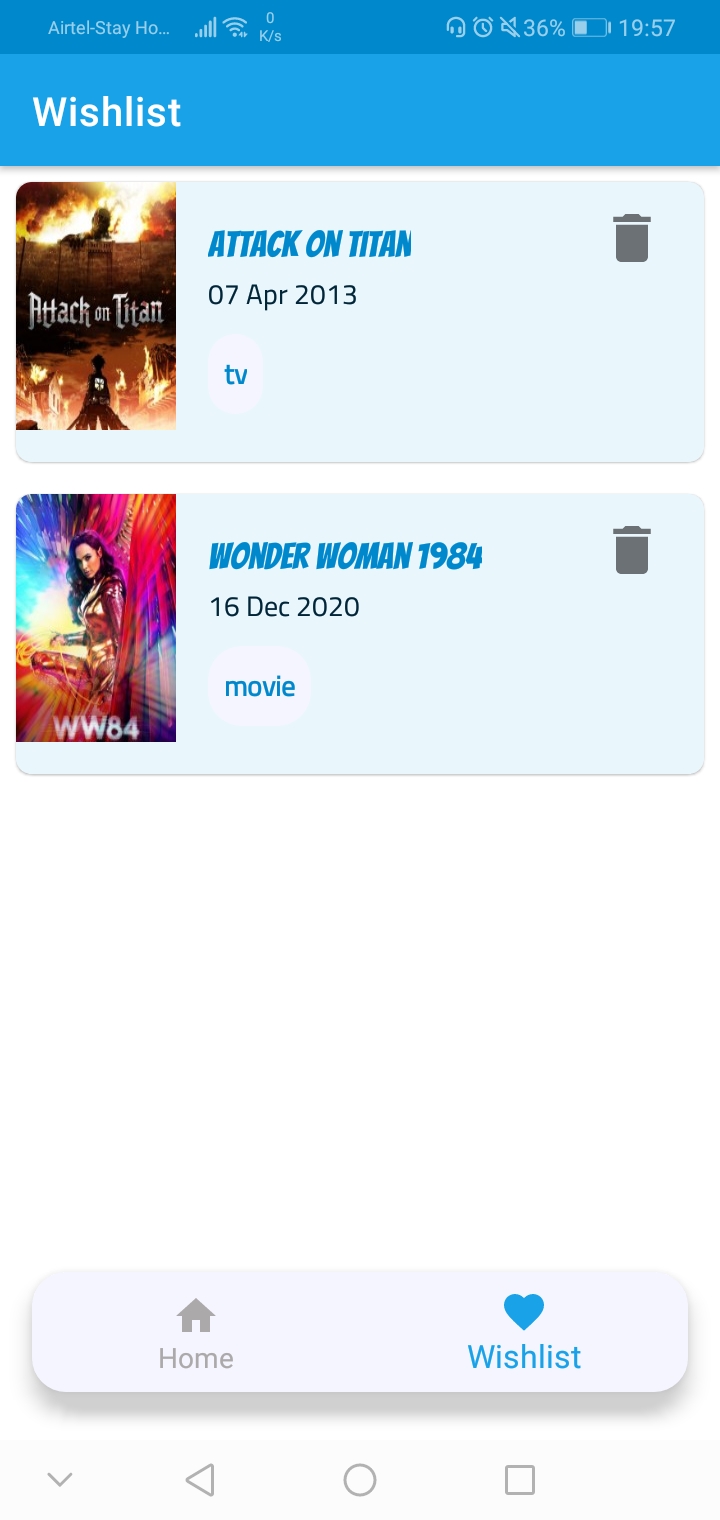 Airtel-Stay Ho...
0
K/s
36%
19:57
Wishlist
Attack on Titan
ATTACK ON TITAN
07 Apr 2013
tv
WW84
WONDER WOMAN 1984
16 Dec 2020
movie
Home
Wishlist